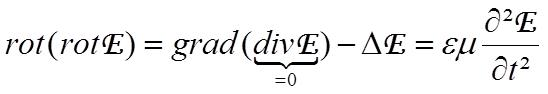 rot(rotE) = grad(divE) − ΔE = εμ ∂²E/∂t²
=0